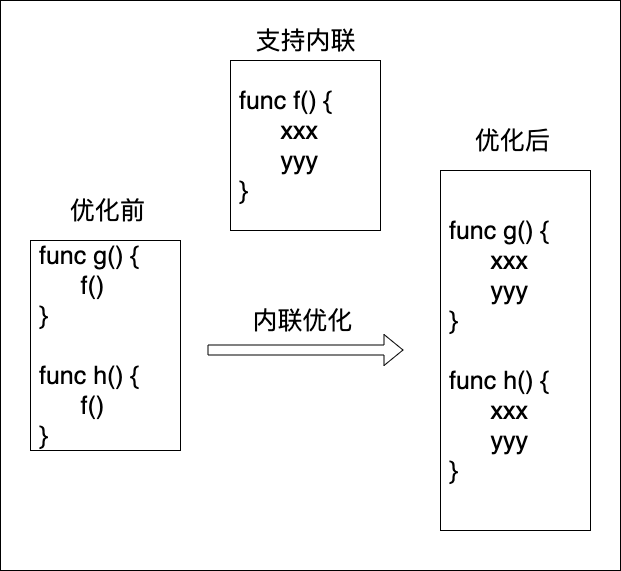 支持内联
func f() {
xxx
yyy
}
优化前
func g() {
f()
}
func h() {
f()
}
内联优化
优化后
func g() {
xxx
yyy
}
func h() {
xxx
yyy
}